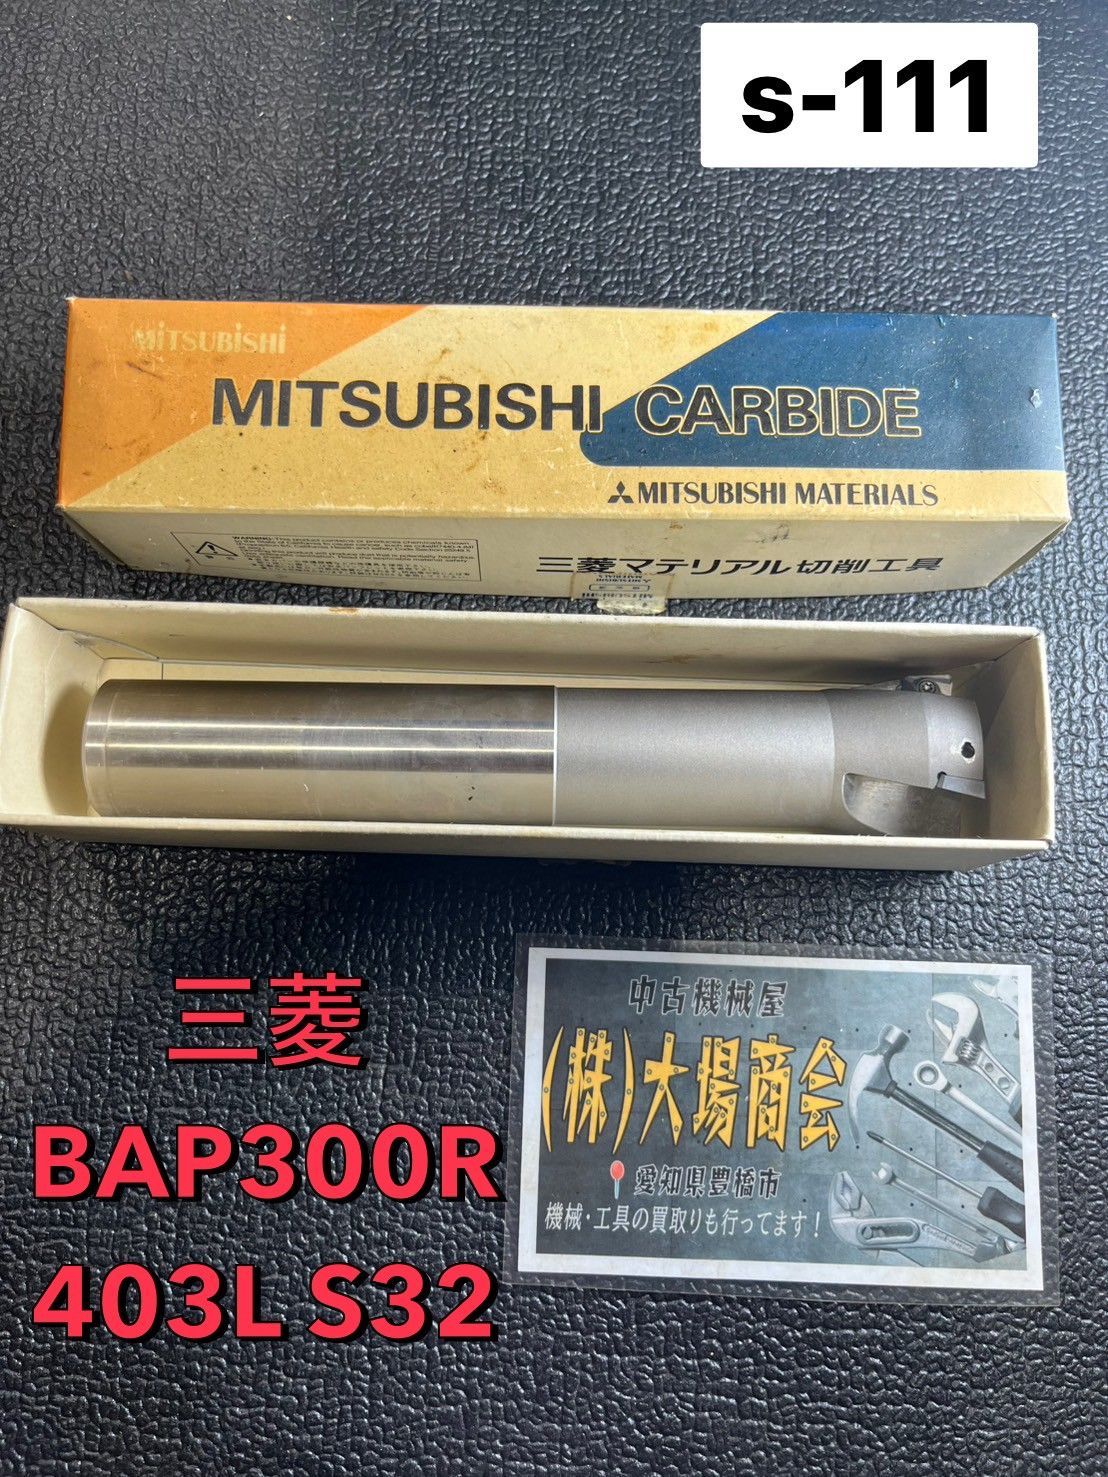 s-111
MITSUBISHI
MITSUBISHI CARBIDE
MITSUBISHI MATERIALS
三菱マテリアル切削工具
三菱
BAP300R
403L S32
中古機械屋
(株)大場商会
愛知県豊橋市
機械・工具の買取りも行ってます!